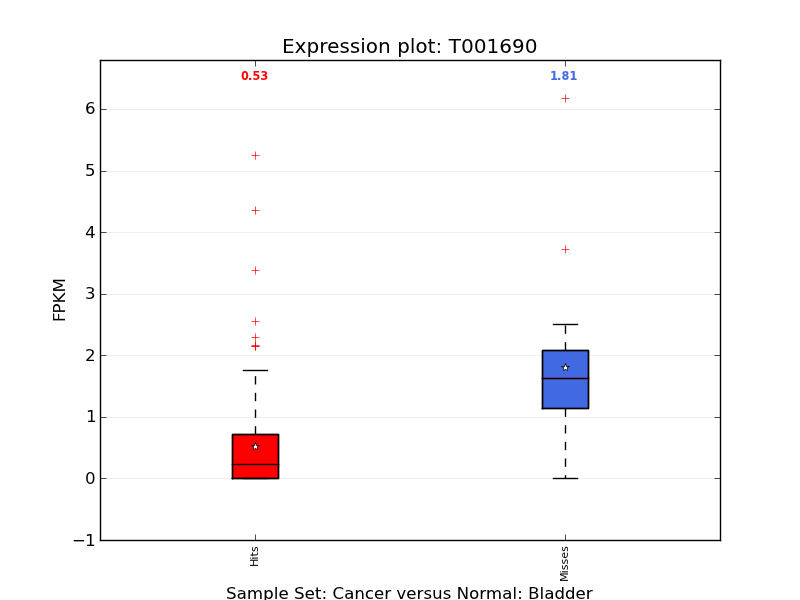 Expression plot: T001690
0.53 1.81
6
5
4
3
2
1
0
−1
FPKM
Hits Misses
Sample Set: Cancer versus Normal: Bladder